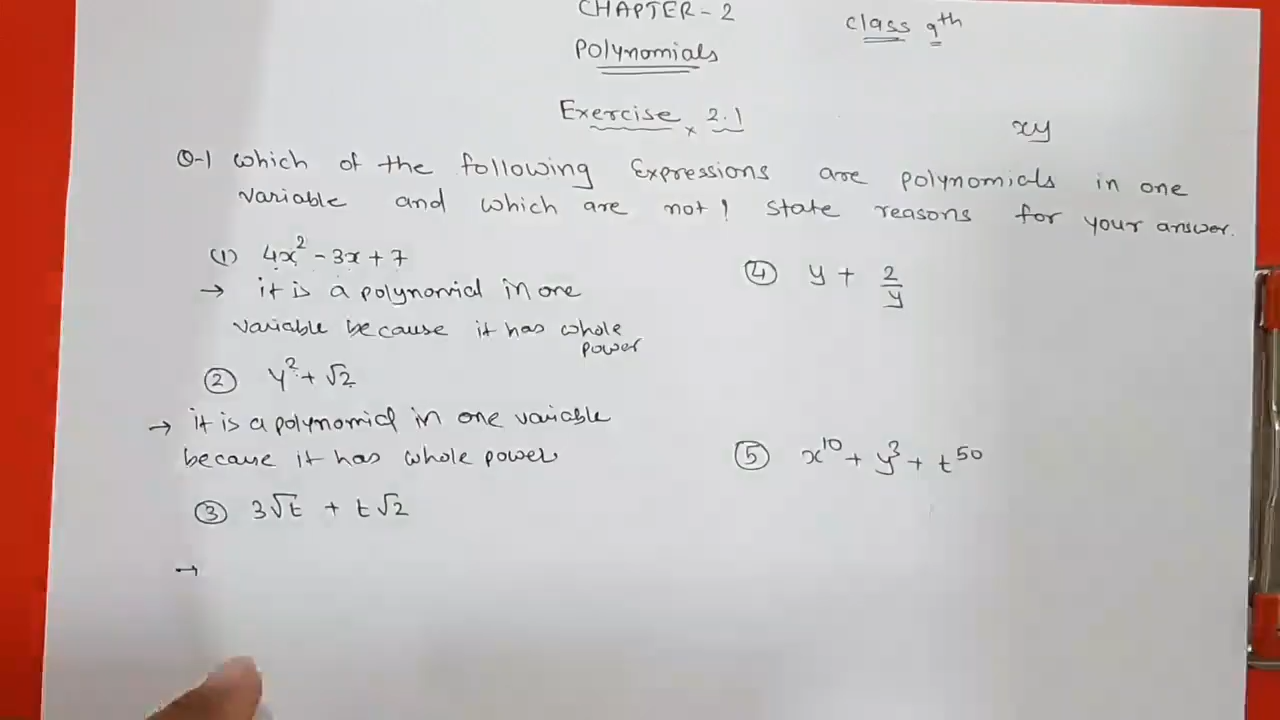 CHAPTER-2
Class 9th
Polynomials
Exercise 2.1
xy
Q-1 which of the following Expressions are polynomials in one
variable and which are not! State reasons for your answer.
(1) 4x² - 3x + 7
→ it is a polynomial in one
variable because it has whole
power
② y² + √2
→ it is a polynomial in one variable
because it has whole power
③ 3√t + t√2
→
④ y + 2/y
⑤ x¹⁰ + y³ + t⁵⁰